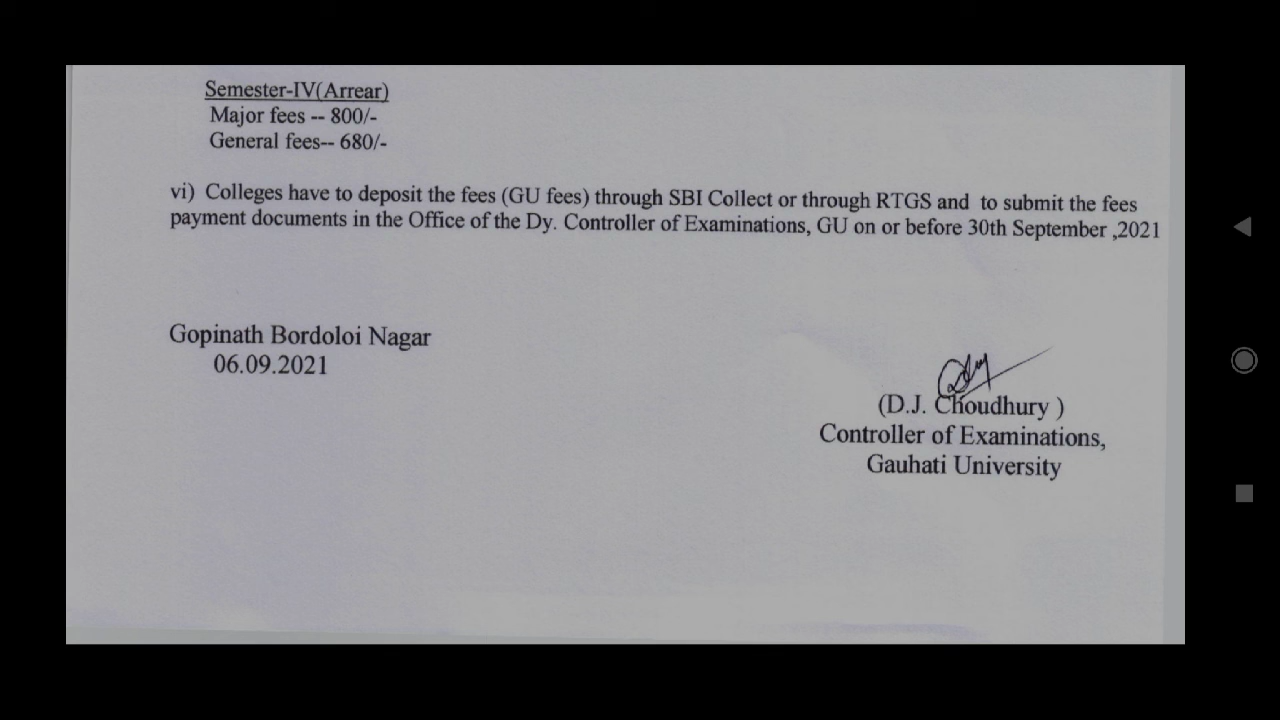 Semester-IV(Arrear)
Major fees -- 800/-
General fees-- 680/-
vi) Colleges have to deposit the fees (GU fees) through SBI Collect or through RTGS and to submit the fees
payment documents in the Office of the Dy. Controller of Examinations, GU on or before 30th September ,2021
Gopinath Bordoloi Nagar
06.09.2021
(D.J. Choudhury )
Controller of Examinations,
Gauhati University